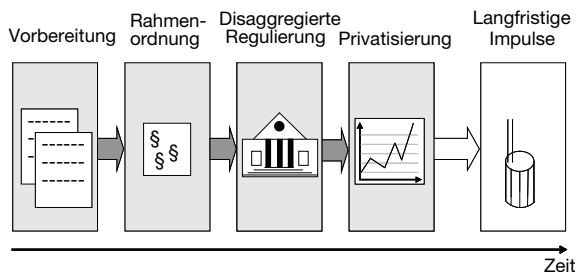 Vorbereitung
Rahmen-
ordnung
Disaggregierte
Regulierung
Privatisierung
Langfristige
Impulse
§
§
§
Zeit